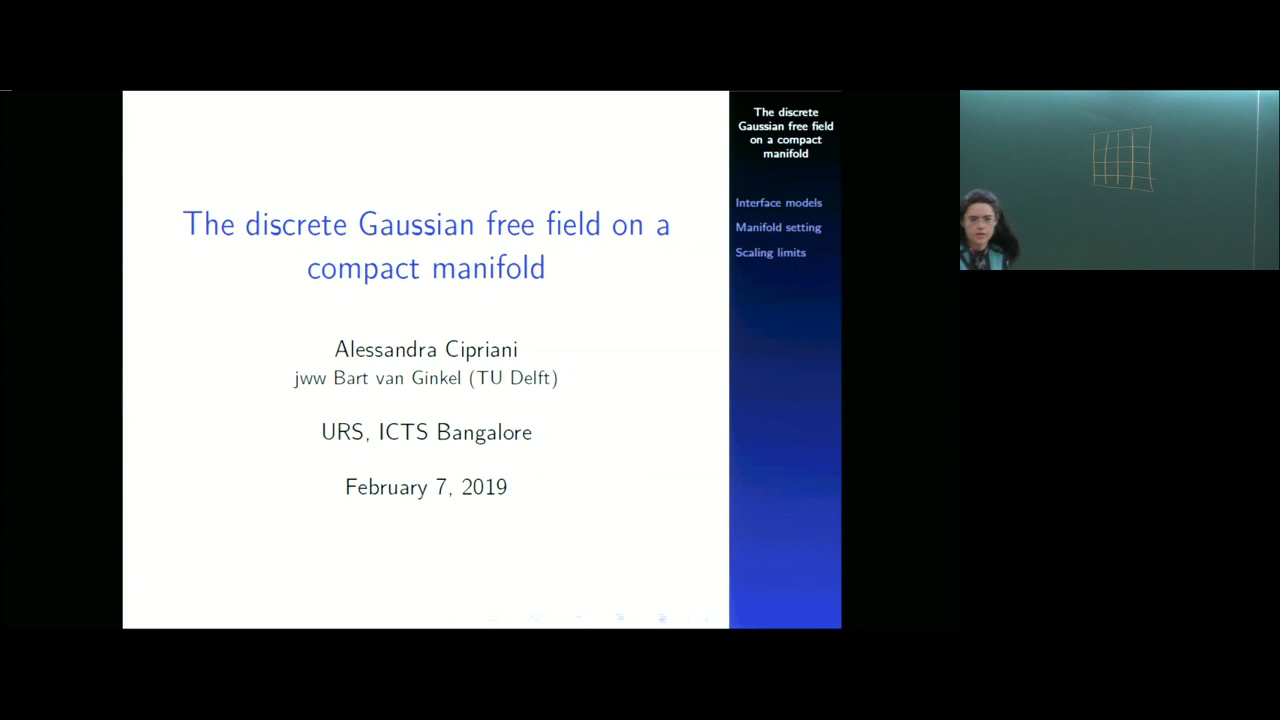 The discrete Gaussian free field on a
compact manifold
Alessandra Cipriani
jww Bart van Ginkel (TU Delft)
URS, ICTS Bangalore
February 7, 2019
The discrete
Gaussian free field
on a compact
manifold
Interface models
Manifold setting
Scaling limits